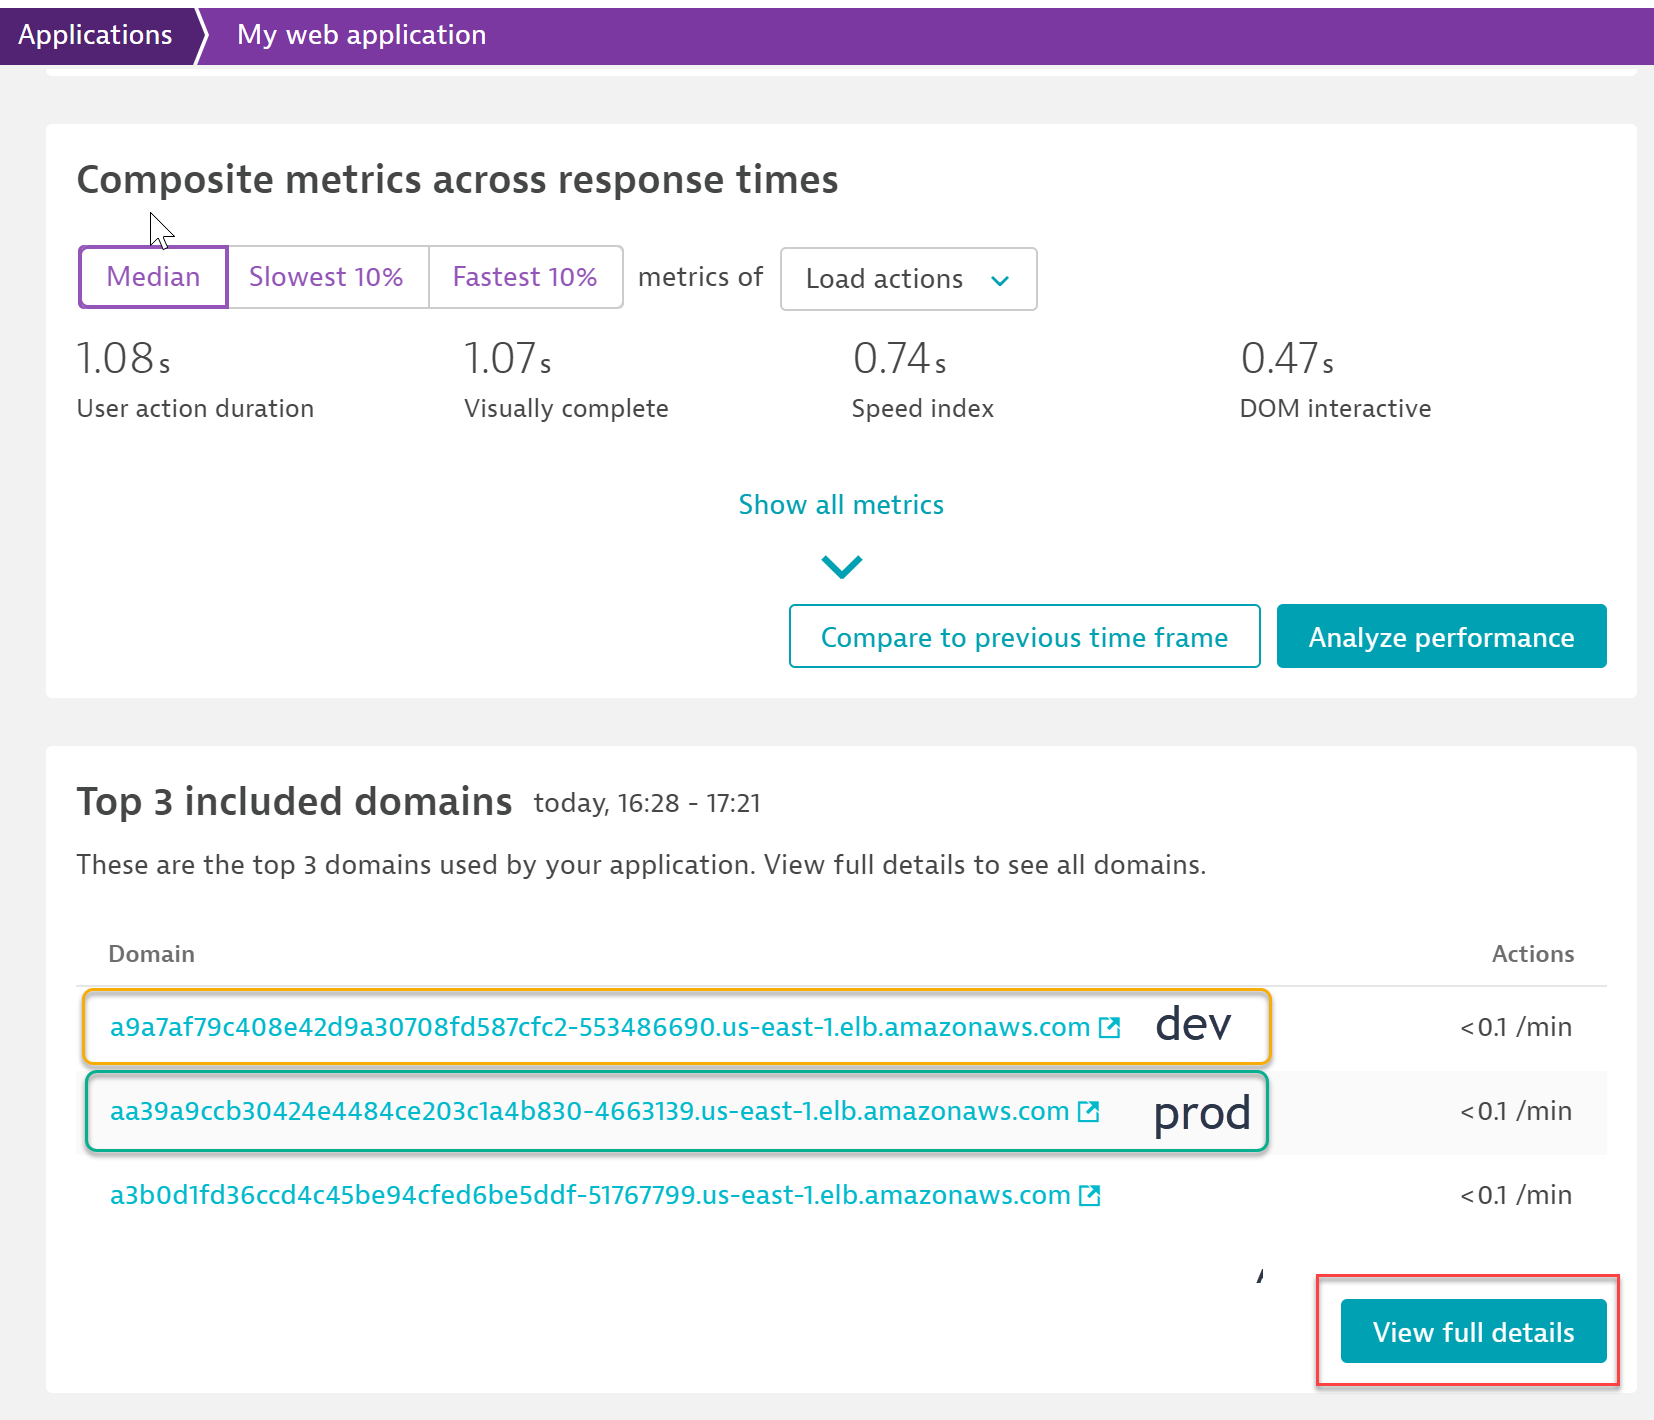 Applications My web application
Composite metrics across response times
Median Slowest 10% Fastest 10% metrics of Load actions
1.08 s 1.07 s 0.74 s 0.47 s
User action duration Visually complete Speed index DOM interactive
Show all metrics
Compare to previous time frame Analyze performance
Top 3 included domains today, 16:28 - 17:21
These are the top 3 domains used by your application. View full details to see all domains.
Domain Actions
a9a7af79c408e42d9a30708fd587cfc2-553486690.us-east-1.elb.amazonaws.com dev <0.1 /min
aa39a9ccb30424e4484ce203c1a4b830-4663139.us-east-1.elb.amazonaws.com prod <0.1 /min
a3b0d1fd36ccd4c45be94cfed6be5ddf-51767799.us-east-1.elb.amazonaws.com <0.1 /min
View full details